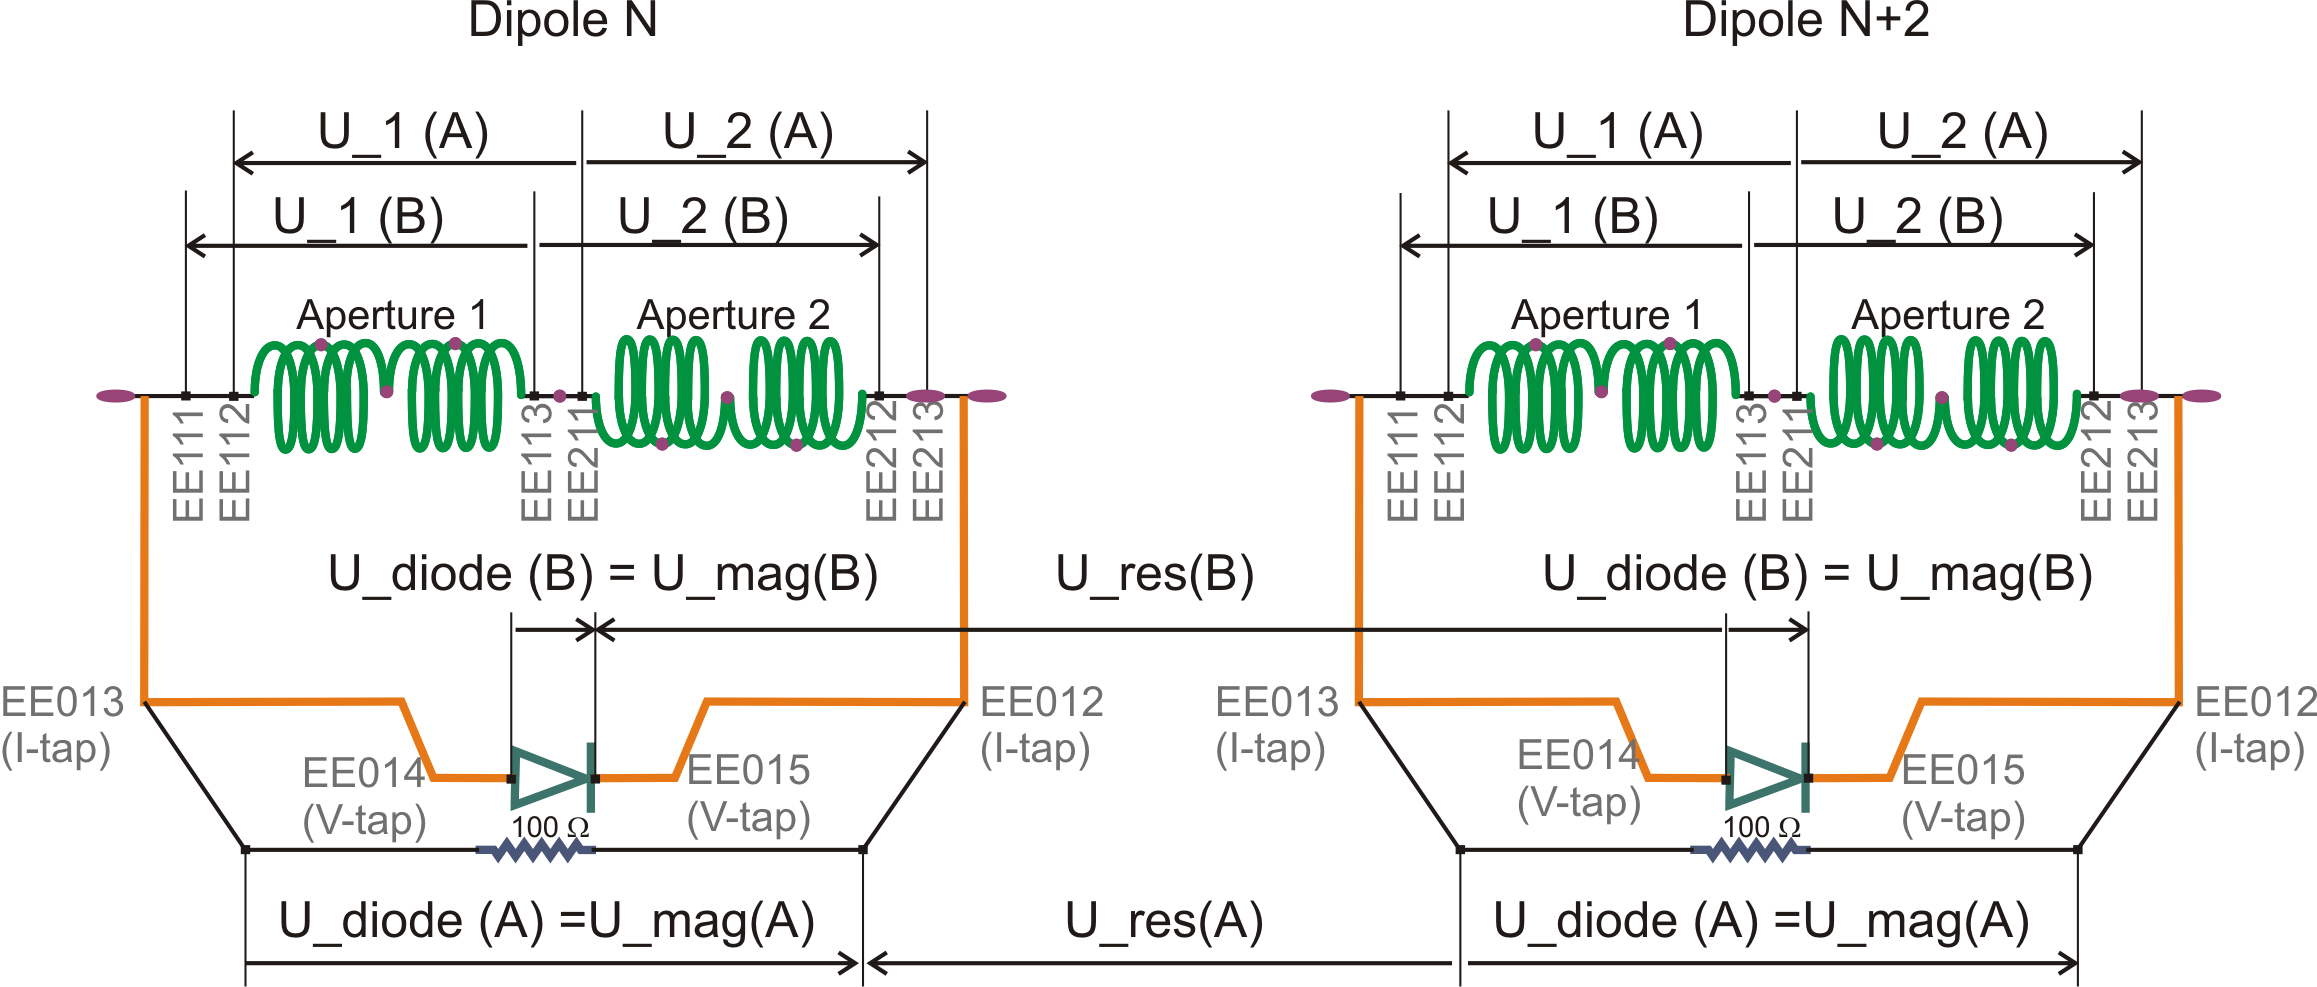 Dipole N
Dipole N+2
U_1 (A)
U_2 (A)
U_1 (A)
U_2 (A)
U_1 (B)
U_2 (B)
U_1 (B)
U_2 (B)
Aperture 1
Aperture 2
Aperture 1
Aperture 2
EE111
EE112
EE113
EE211
EE212
EE213
EE111
EE112
EE113
EE211
EE212
EE213
U_diode (B) = U_mag(B)
U_res(B)
U_diode (B) = U_mag(B)
EE013
(I-tap)
EE014
(V-tap)
EE015
(V-tap)
EE012
(I-tap)
EE013
(I-tap)
EE014
(V-tap)
EE015
(V-tap)
EE012
(I-tap)
100 Ω
100 Ω
U_diode (A) =U_mag(A)
U_res(A)
U_diode (A) =U_mag(A)